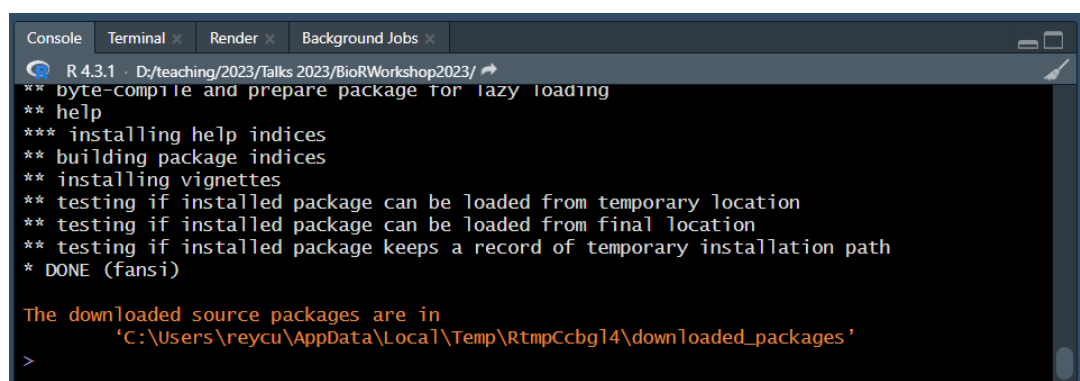 Console Terminal Render Background Jobs
R 4.3.1 · D:/teaching/2023/Talks 2023/BioRWorkshop2023/
** byte-compile and prepare package for lazy loading
** help
*** installing help indices
** building package indices
** installing vignettes
** testing if installed package can be loaded from temporary location
** testing if installed package can be loaded from final location
** testing if installed package keeps a record of temporary installation path
* DONE (fansi)
The downloaded source packages are in
‘C:\Users\reycu\AppData\Local\Temp\RtmpCcbgl4\downloaded_packages’
>